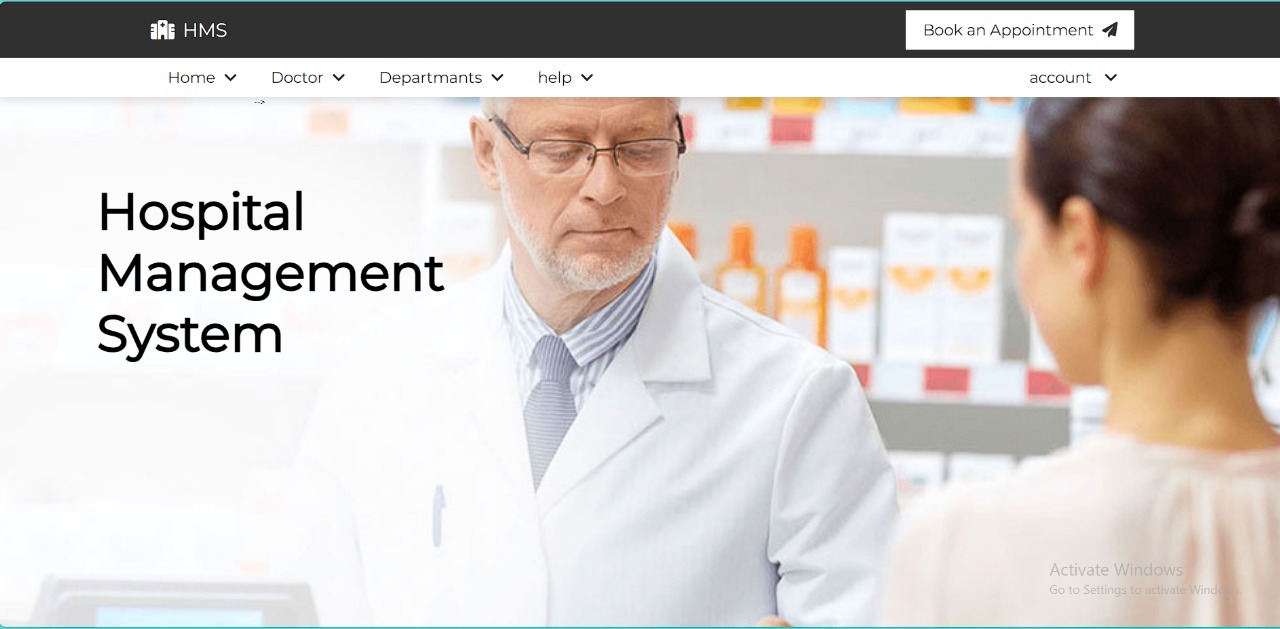 HMS
Book an Appointment
Home Doctor Departmants help account
-->
Hospital
Management
System
Activate Windows
Go to Settings to activate Windows.